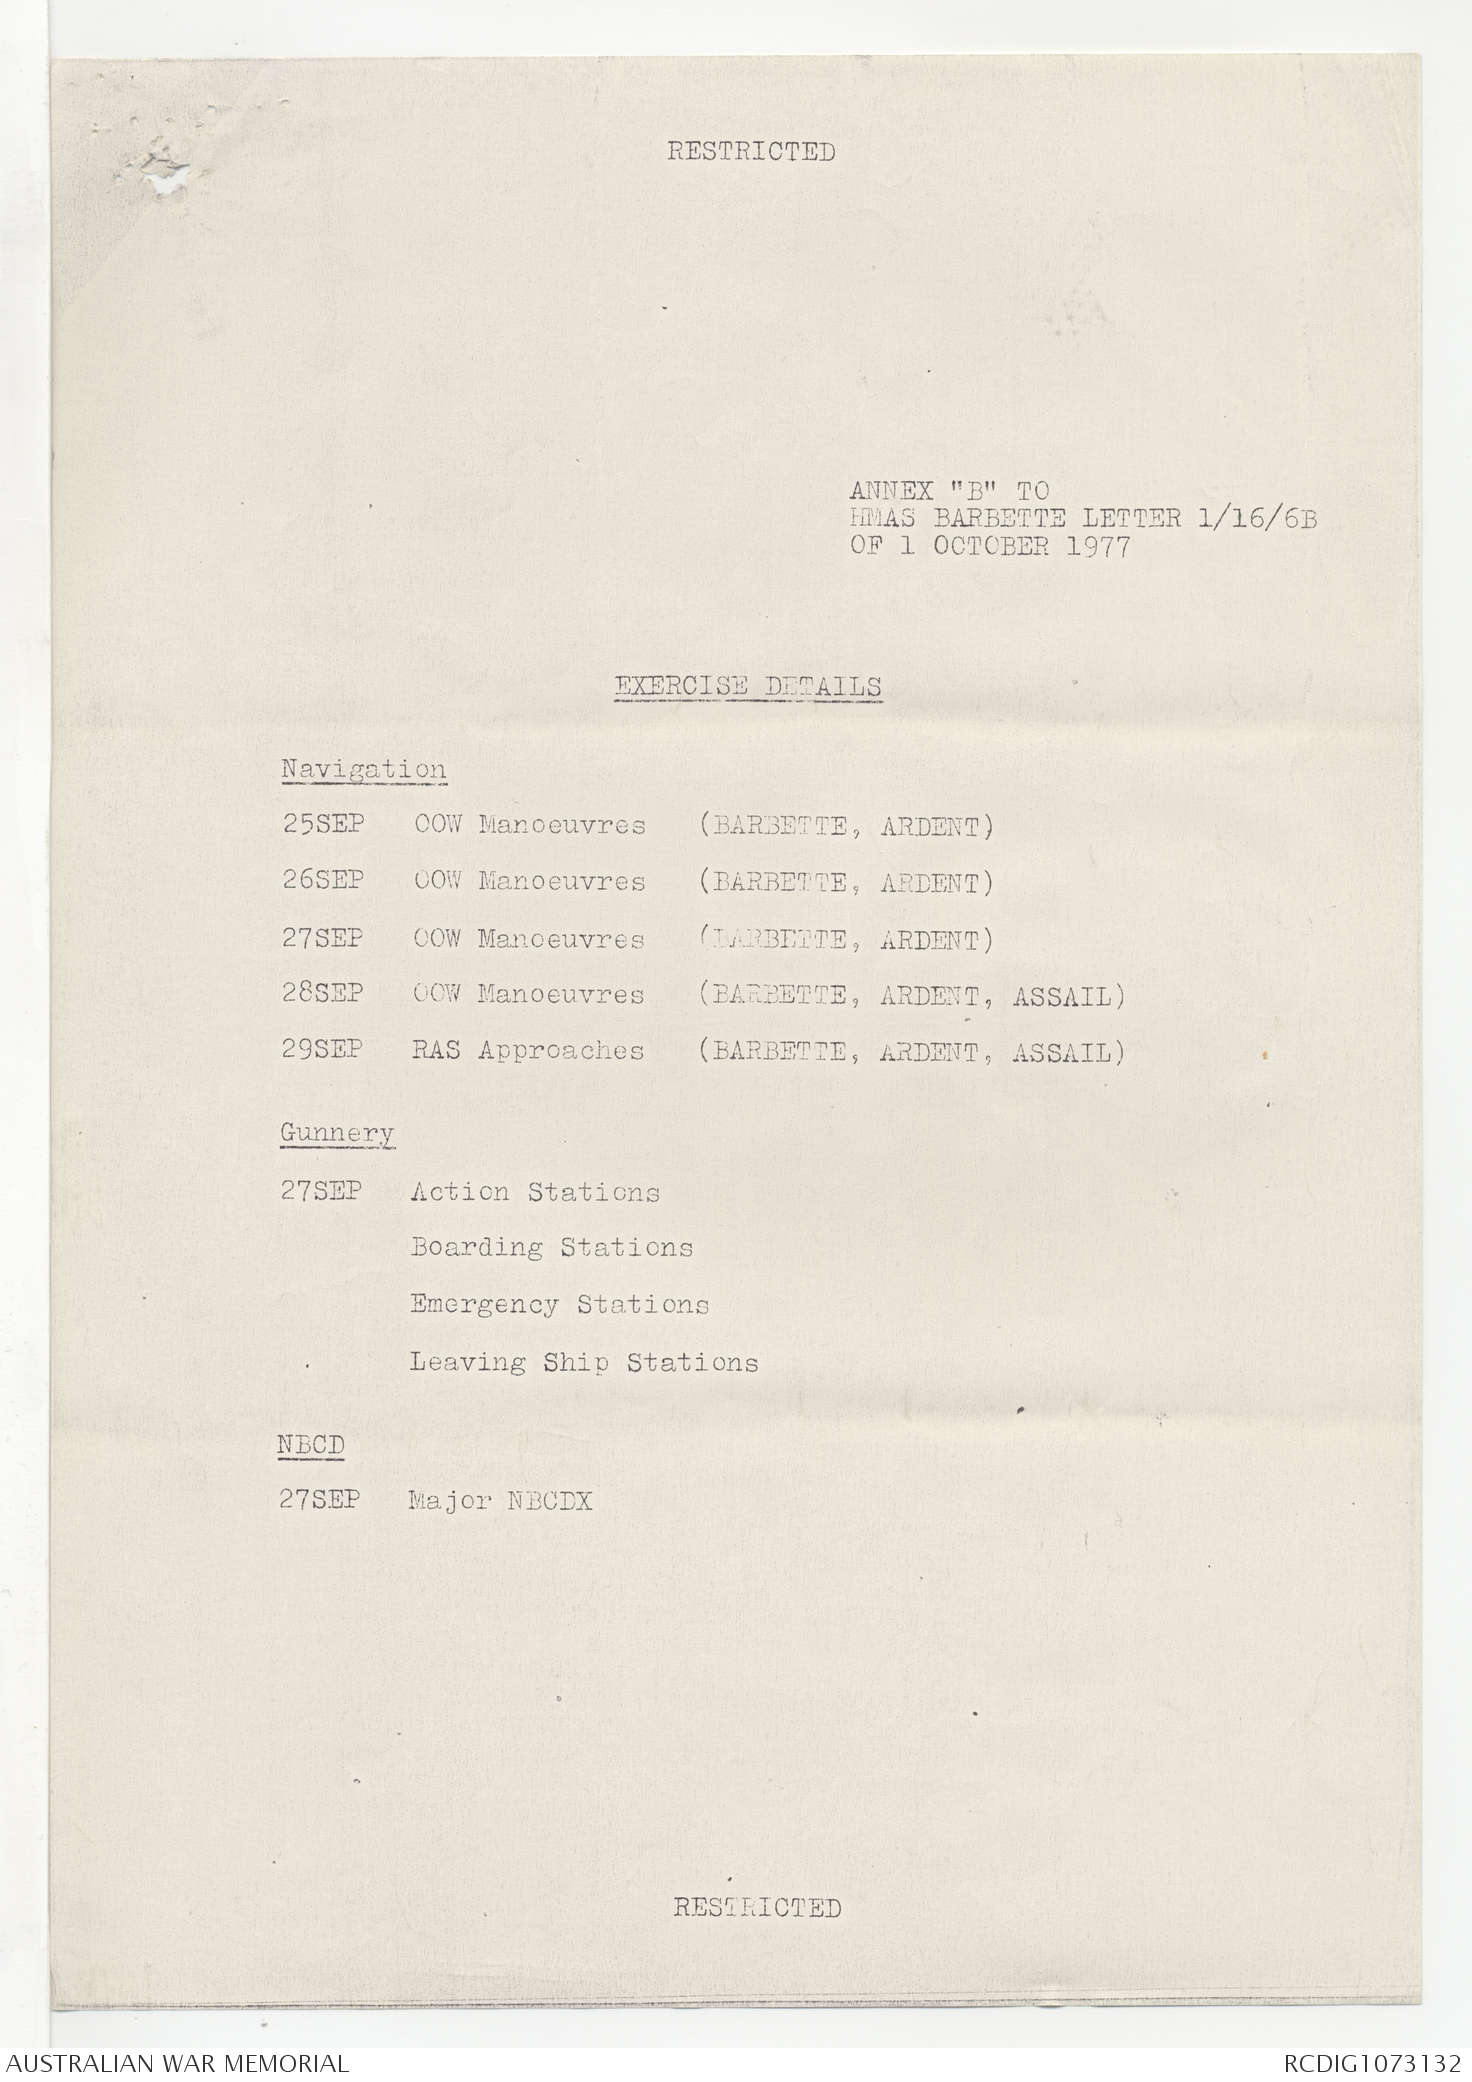 RESTRICTED
ANNEX "B" TO
HMAS BARBETTE LETTER 1/16/6B
OF 1 OCTOBER 1977
EXERCISE DETAILS
Navigation
25SEP OOW Manoeuvres (BARBETTE, ARDENT)
26SEP OOW Manoeuvres (BARBETTE, ARDENT)
27SEP OOW Manoeuvres (BARBETTE, ARDENT)
28SEP OOW Manoeuvres (BARBETTE, ARDENT, ASSAIL)
29SEP RAS Approaches (BARBETTE, ARDENT, ASSAIL)
Gunnery
27SEP Action Stations
Boarding Stations
Emergency Stations
Leaving Ship Stations
NBCD
27SEP Major NBCDX
RESTRICTED
AUSTRALIAN WAR MEMORIAL
RCDIG1073132